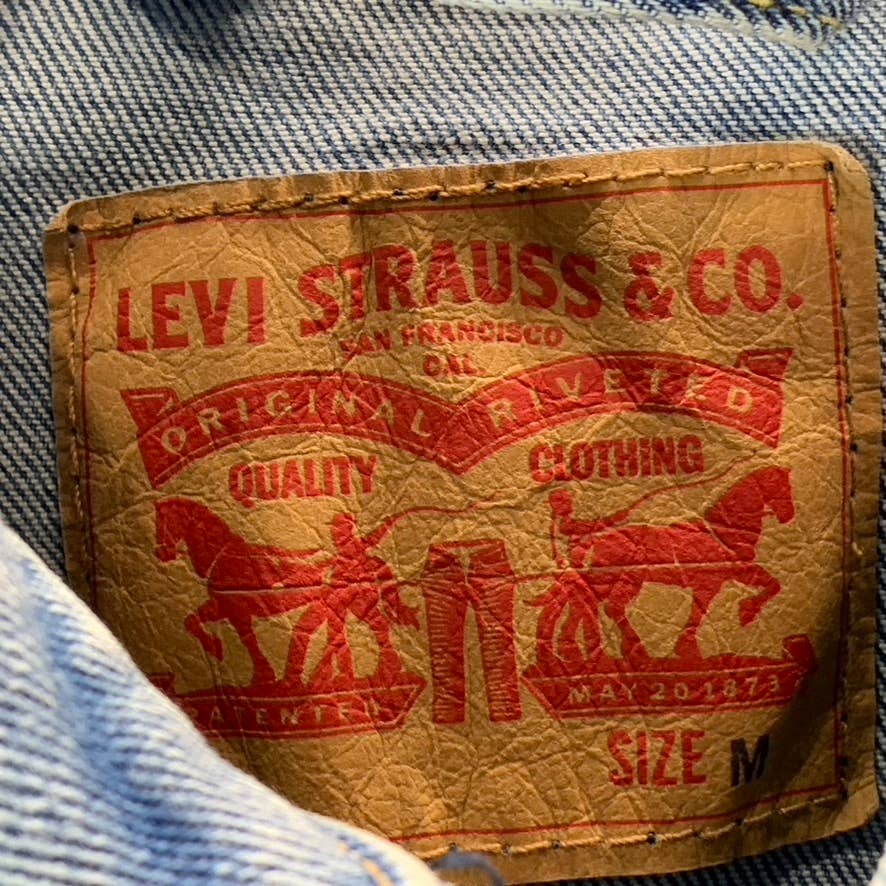 LEVI STRAUSS & CO.
SAN FRANCISCO
CAL.
ORIGINAL RIVETED
QUALITY CLOTHING
PATENTED MAY 20 1873
SIZE M